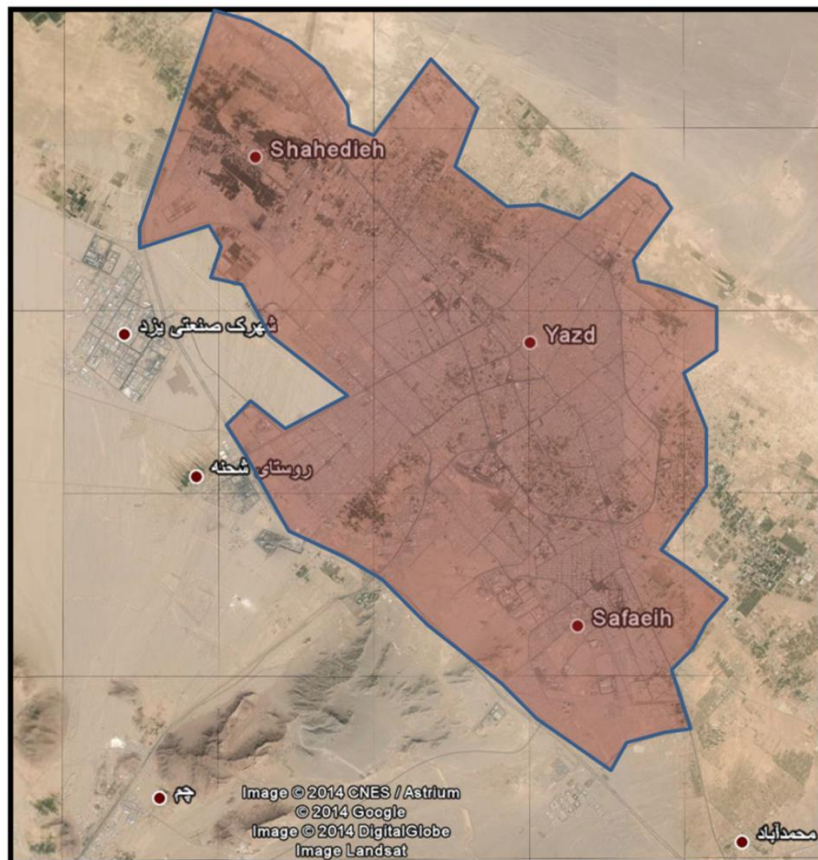 Shahedieh
شهرک صنعتی یزد
Yazd
روستای شحنه
Safaeih
چم
Image © 2014 CNES / Astrium
© 2014 Google
Image © 2014 DigitalGlobe
Image Landsat
محمدآباد